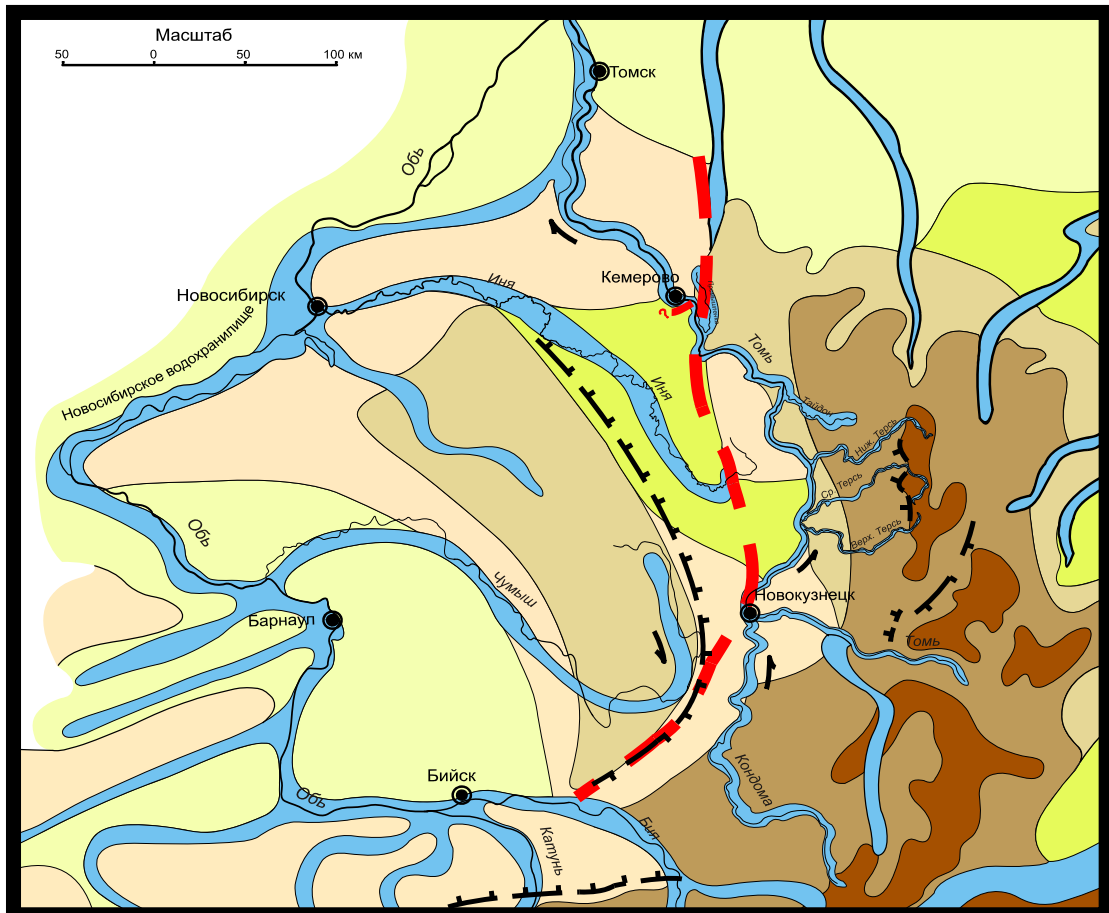 Масштаб
50 0 50 100 км
Томск
Обь
Кемерово
Иня
Новосибирск
Новосибирское водохранилище
?
Томь
Иня
Тайдон
Ниж. Терсь
Ср. Терсь
Верх. Терсь
Обь
Чумыш
Новокузнецк
Барнаул
Томь
Бийск
Кондома
Обь
Бия
Катунь